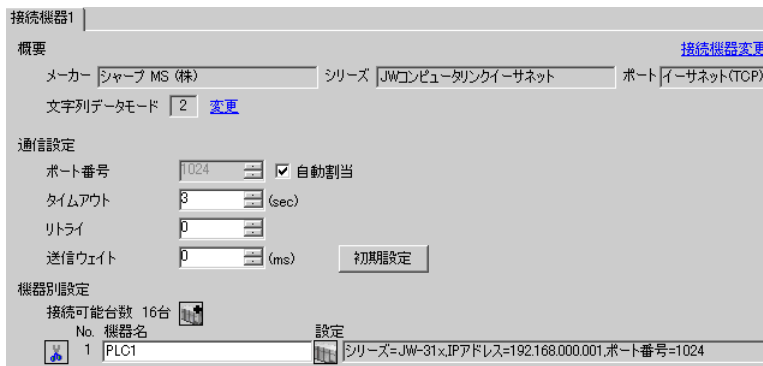 接続機器1
概要 接続機器変更
メーカー シャープ MS (株) シリーズ JWコンピュータリンクイーサネット ポート イーサネット(TCP)
文字列データモード 2 変更
通信設定
ポート番号 1024 自動割当
タイムアウト 3 (sec)
リトライ 0
送信ウェイト 0 (ms) 初期設定
機器別設定
接続可能台数 16台
No. 機器名 設定
1 PLC1 シリーズ=JW-31x,IPアドレス=192.168.000.001,ポート番号=1024